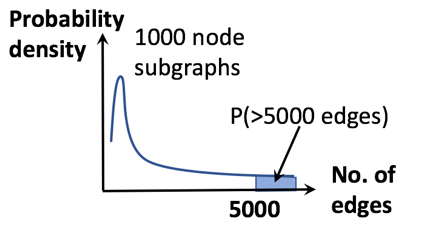 Probability
density
1000 node
subgraphs
P(>5000 edges)
No. of
edges
5000